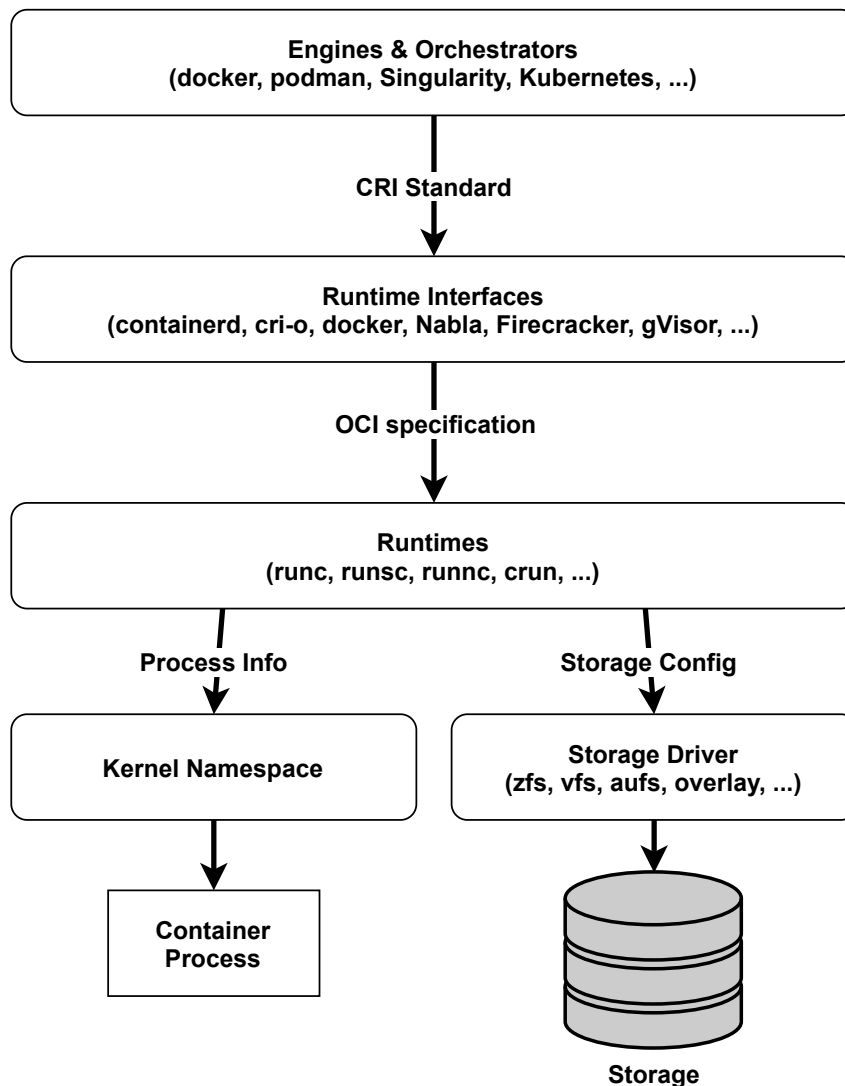 Engines & Orchestrators
(docker, podman, Singularity, Kubernetes, ...)
CRI Standard
Runtime Interfaces
(containerd, cri-o, docker, Nabla, Firecracker, gVisor, ...)
OCI specification
Runtimes
(runc, runsc, runnc, crun, ...)
Process Info
Storage Config
Kernel Namespace
Storage Driver
(zfs, vfs, aufs, overlay, ...)
Container
Process
Storage